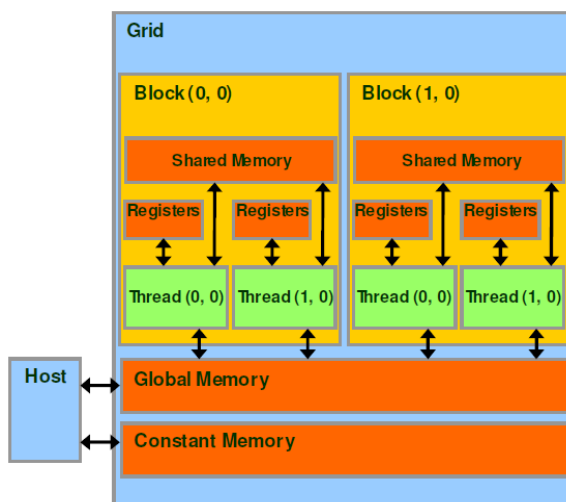 Grid
Block (0, 0)
Block (1, 0)
Shared Memory
Shared Memory
Registers
Registers
Registers
Registers
Thread (0, 0)
Thread (1, 0)
Thread (0, 0)
Thread (1, 0)
Host
Global Memory
Constant Memory